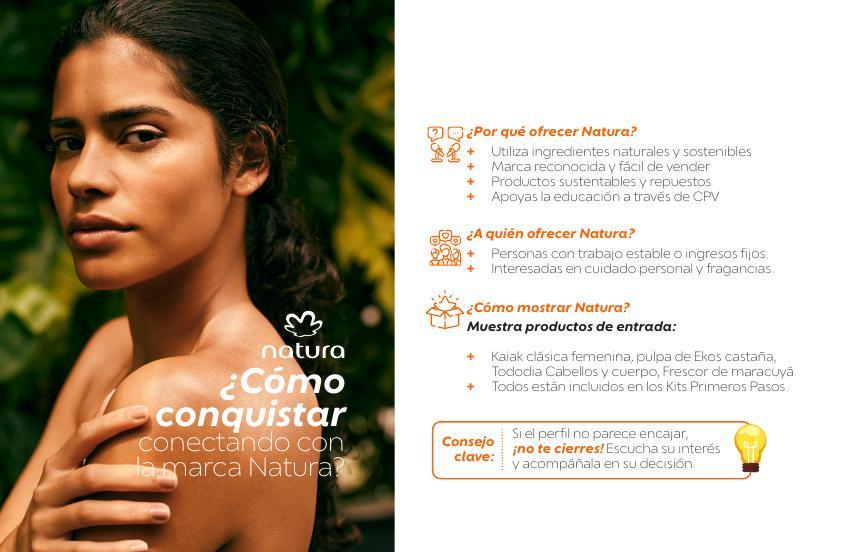 natura
¿Cómo
conquistar
conectando con
la marca Natura?
¿Por qué ofrecer Natura?
+ Utiliza ingredientes naturales y sostenibles
+ Marca reconocida y fácil de vender
+ Productos sustentables y repuestos
+ Apoyas la educación a través de CPV
¿A quién ofrecer Natura?
+ Personas con trabajo estable o ingresos fijos.
+ Interesadas en cuidado personal y fragancias.
¿Cómo mostrar Natura?
Muestra productos de entrada:
+ Kaiak clásica femenina, pulpa de Ekos castaña,
Tododia Cabellos y cuerpo, Frescor de maracuyá.
+ Todos están incluidos en los Kits Primeros Pasos.
Consejo
clave:
Si el perfil no parece encajar,
¡no te cierres! Escucha su interés
y acompáñala en su decisión.